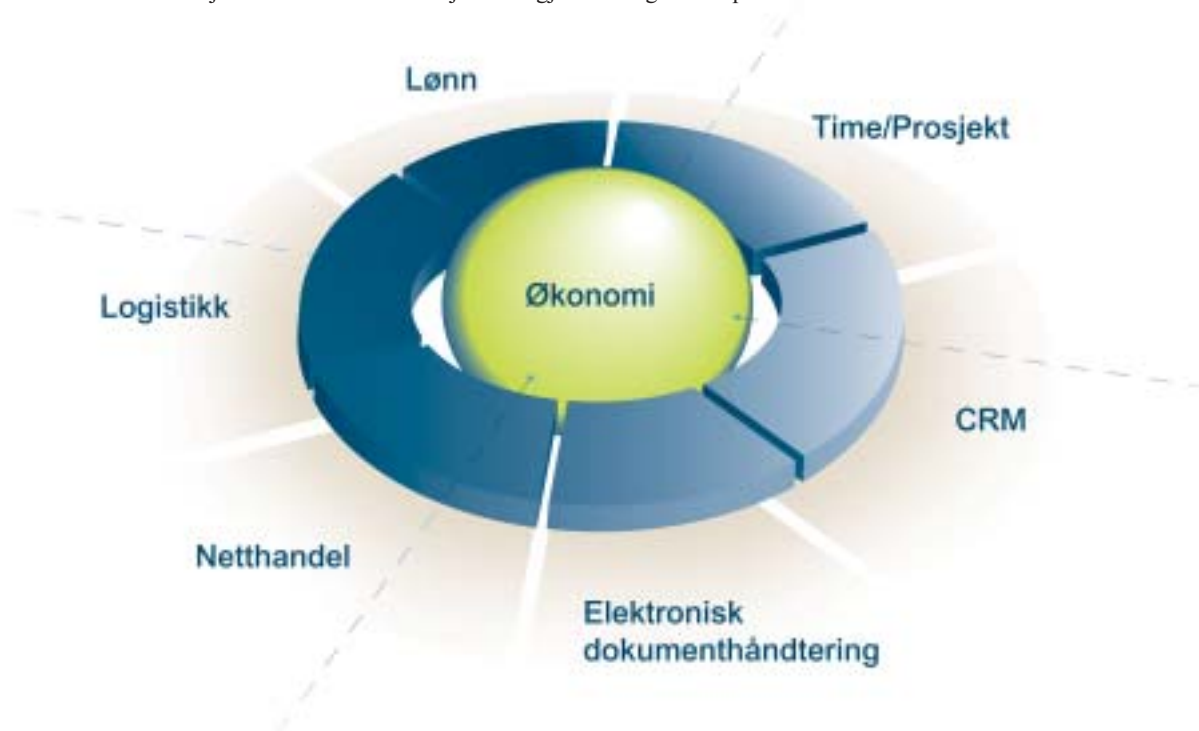 Lønn
Time/Prosjekt
Økonomi
Logistikk
CRM
Netthandel
Elektronisk
dokumenthåndtering